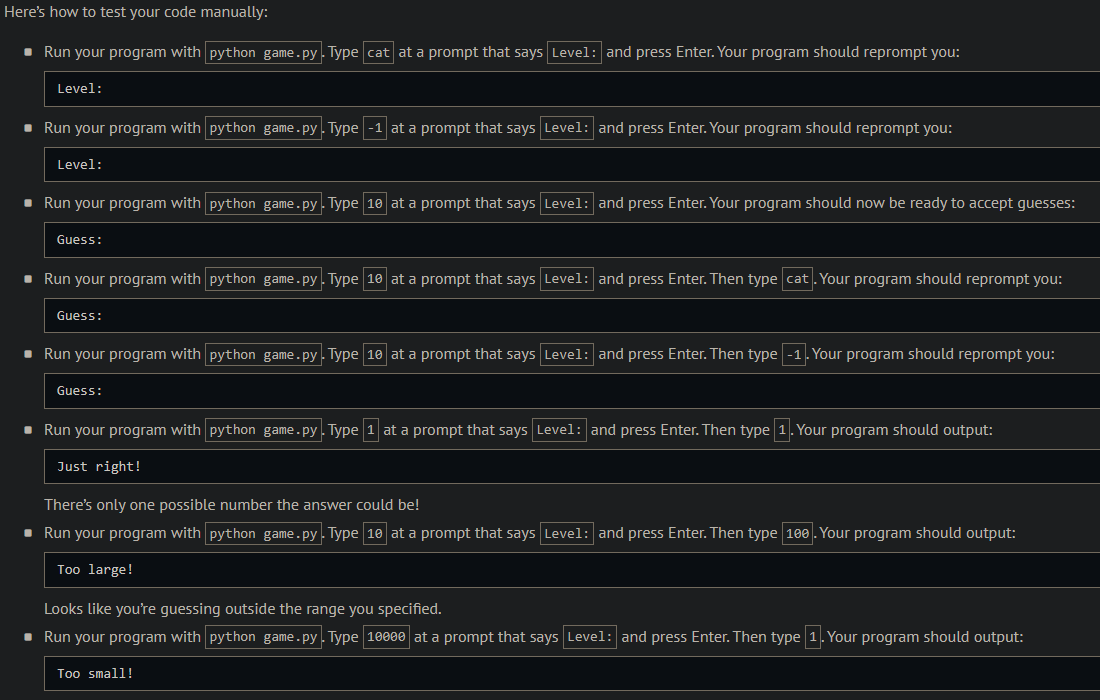 Here's how to test your code manually:
Run your program with python game.py. Type cat at a prompt that says Level: and press Enter. Your program should reprompt you:
Level:
Run your program with python game.py. Type -1 at a prompt that says Level: and press Enter. Your program should reprompt you:
Level:
Run your program with python game.py. Type 10 at a prompt that says Level: and press Enter. Your program should now be ready to accept guesses:
Guess:
Run your program with python game.py. Type 10 at a prompt that says Level: and press Enter. Then type cat. Your program should reprompt you:
Guess:
Run your program with python game.py. Type 10 at a prompt that says Level: and press Enter. Then type -1. Your program should reprompt you:
Guess:
Run your program with python game.py. Type 1 at a prompt that says Level: and press Enter. Then type 1. Your program should output:
Just right!
There's only one possible number the answer could be!
Run your program with python game.py. Type 10 at a prompt that says Level: and press Enter. Then type 100. Your program should output:
Too large!
Looks like you're guessing outside the range you specified.
Run your program with python game.py. Type 10000 at a prompt that says Level: and press Enter. Then type 1. Your program should output:
Too small!